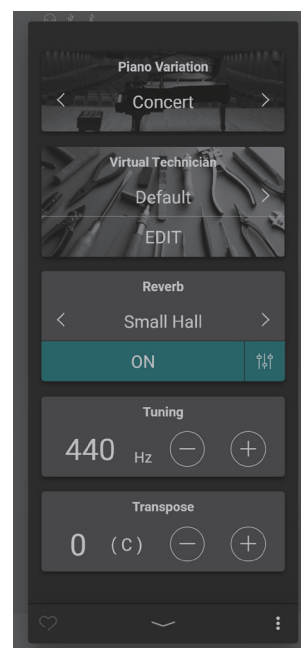 Piano Variation
Concert
Virtual Technician
Default
EDIT
Reverb
Small Hall
ON
Tuning
440 Hz
Transpose
0 (C)